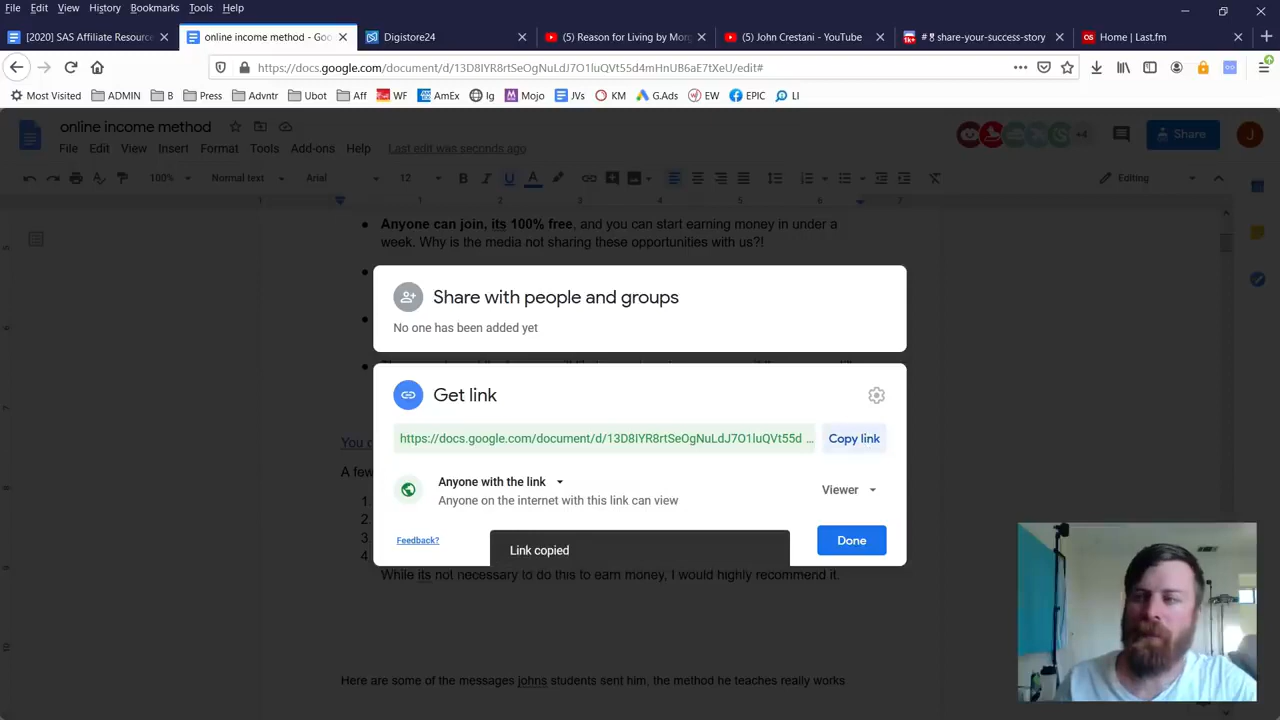 File Edit View History Bookmarks Tools Help
[2020] SAS Affiliate Resource
online income method - Goo
Digistore24
(5) Reason for Living by Morg
(5) John Crestani - YouTube
# share-your-success-story
Home | Last.fm
https://docs.google.com/document/d/13D8IYR8rtSeOgNuLdJ7O1luQVt55d4mHnUB6aE7tXeU/edit#
Most Visited ADMIN B Press Advntr Ubot Aff WF AmEx Ig Mojo JVs KM G.Ads EW EPIC LI
online income method
File Edit View Insert Format Tools Add-ons Help Last edit was seconds ago
+4 Share J
100% Normal text Arial 12 Editing
Anyone can join, its 100% free, and you can start earning money in under a
week. Why is the media not sharing these opportunities with us?!
Share with people and groups
No one has been added yet
Get link
https://docs.google.com/document/d/13D8IYR8rtSeOgNuLdJ7O1luQVt55d ... Copy link
You
A few
Anyone with the link
Anyone on the internet with this link can view
Viewer
1.
2.
3.
4.
Feedback?
Link copied
Done
While its not necessary to do this to earn money, I would highly recommend it.
Here are some of the messages johns students sent him, the method he teaches really works